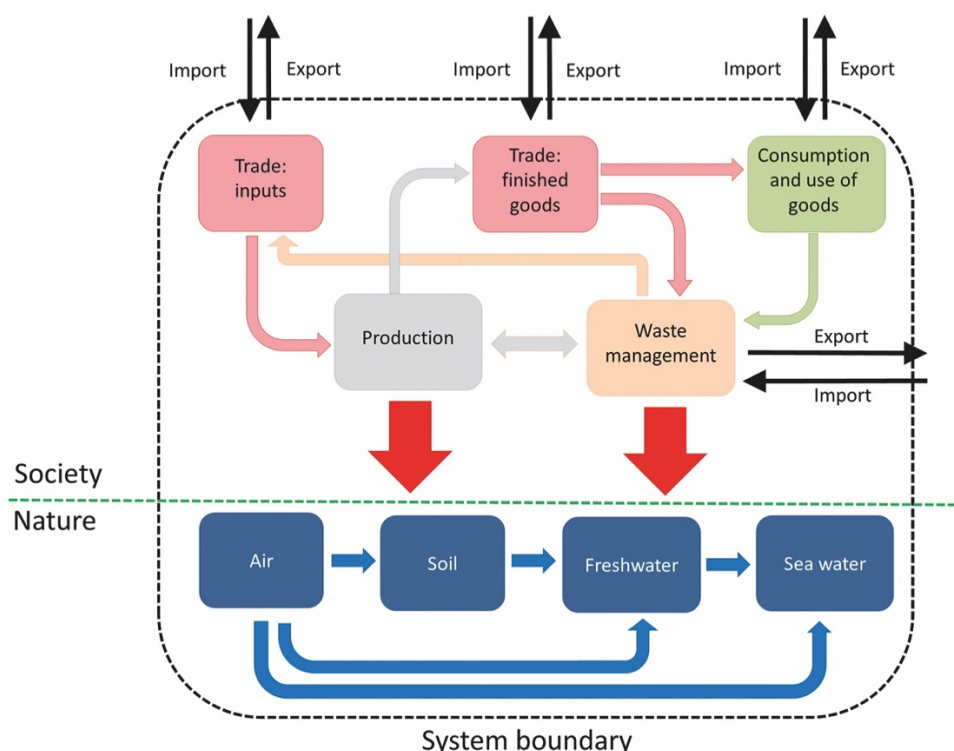 Import
Export
Import
Export
Import
Export
Trade:
inputs
Trade:
finished
goods
Consumption
and use of
goods
Production
Waste
management
Export
Import
Society
Nature
Air
Soil
Freshwater
Sea water
System boundary